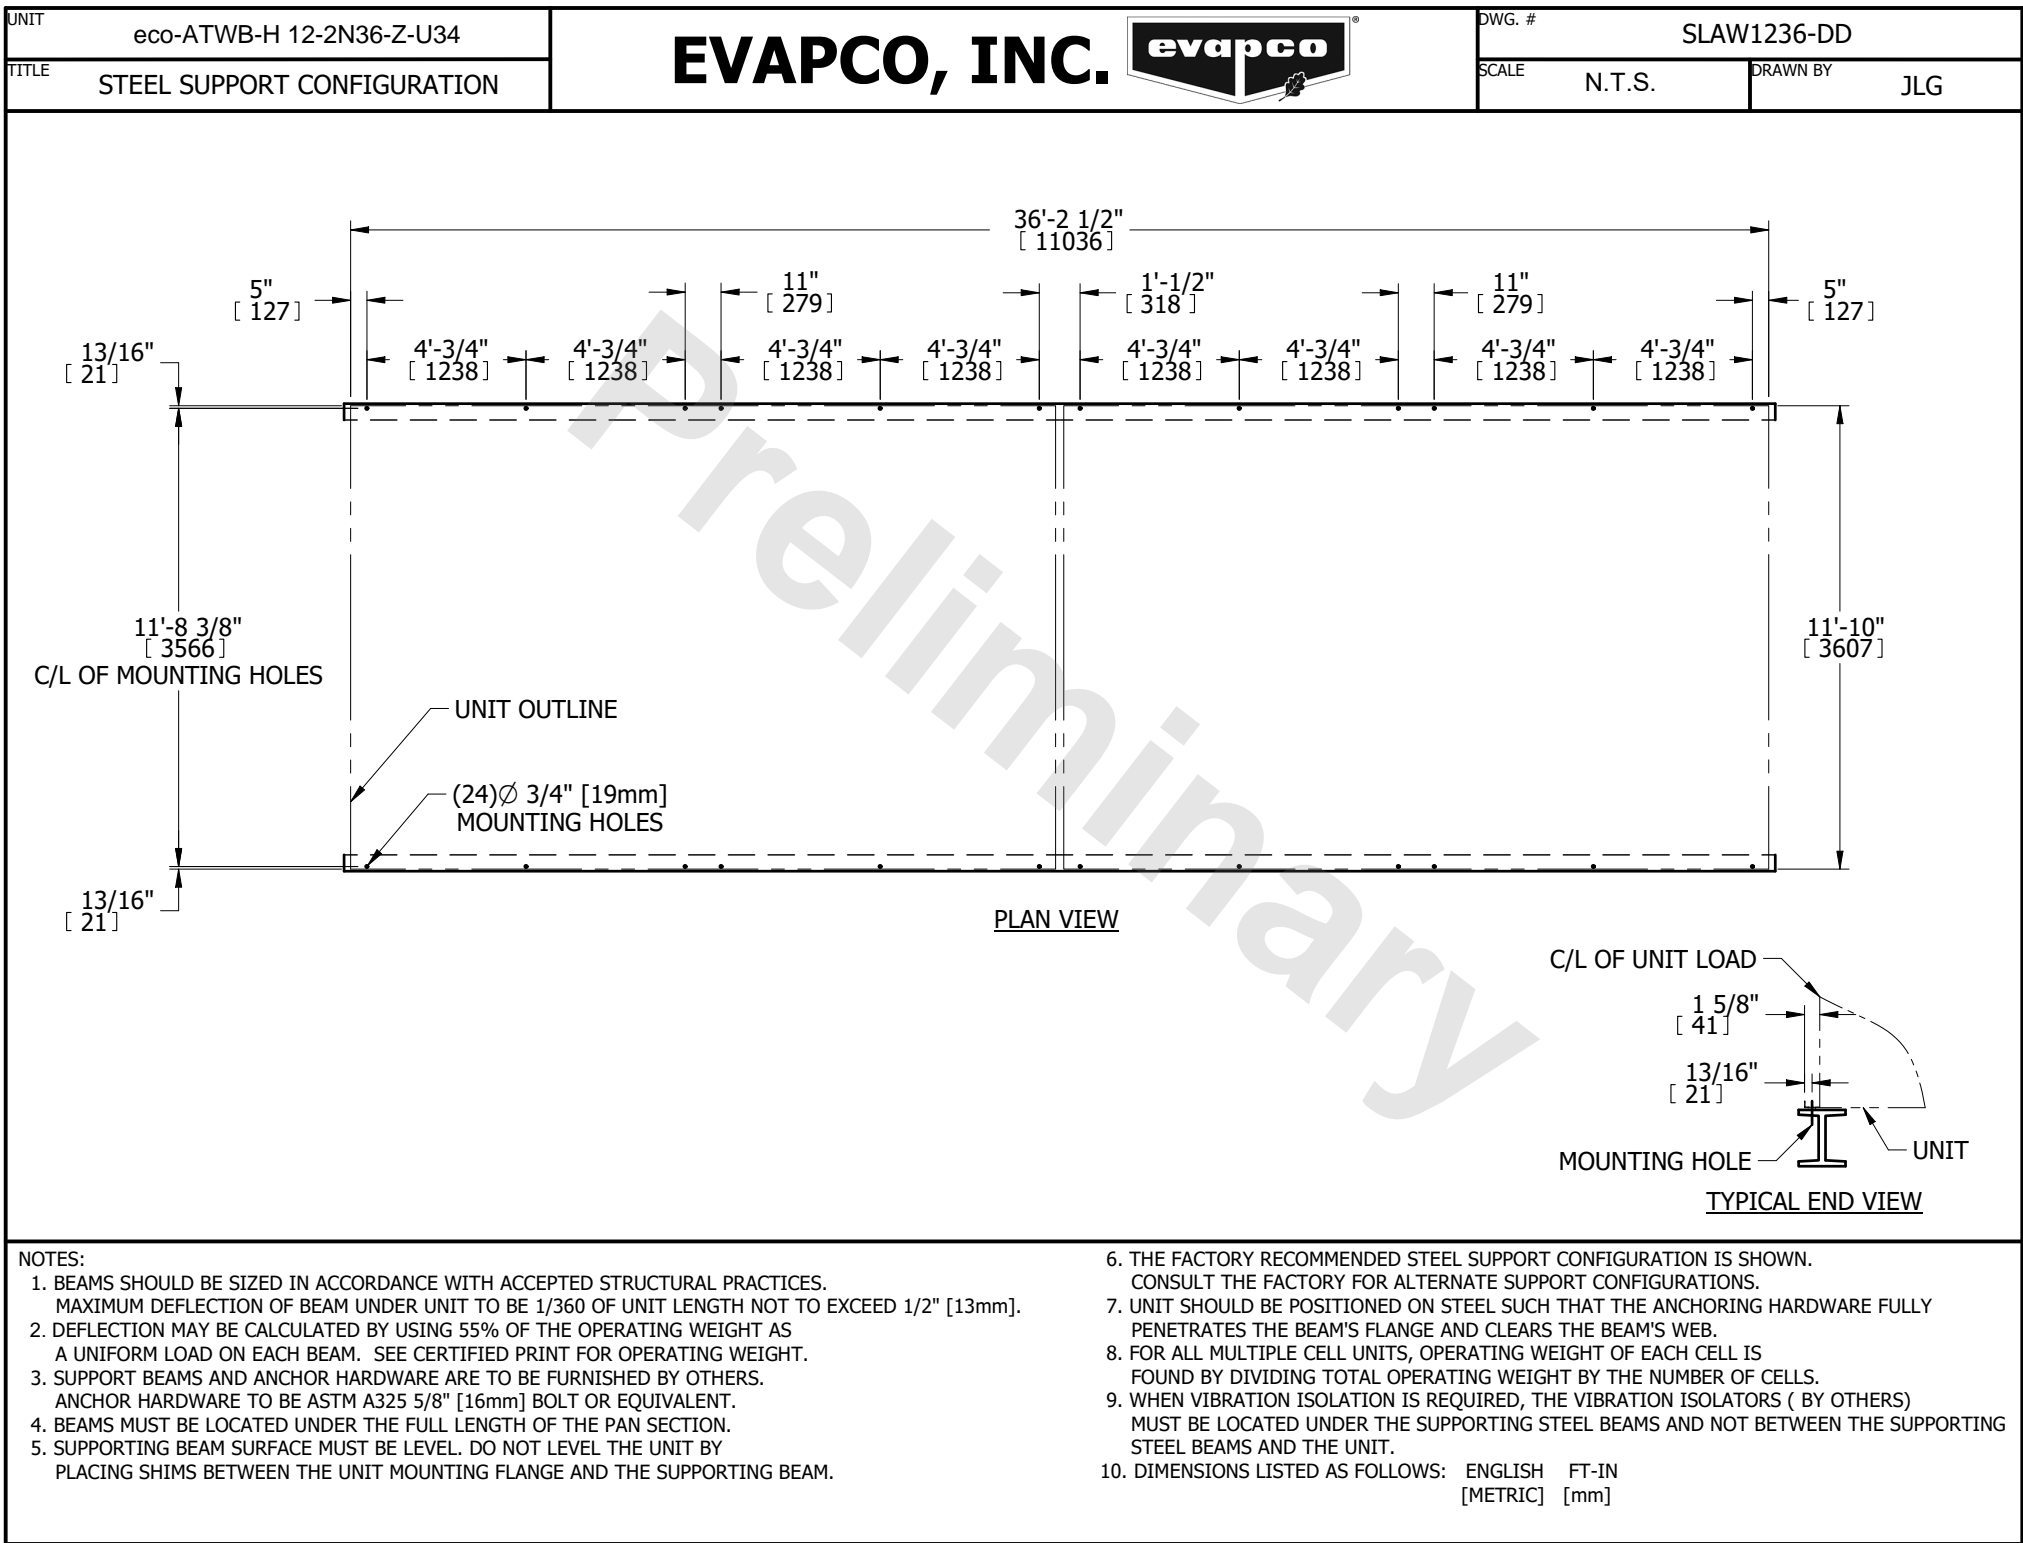 UNIT
eco-ATWB-H 12-2N36-Z-U34
TITLE
STEEL SUPPORT CONFIGURATION
EVAPCO, INC.
evapco®
DWG. #
SLAW1236-DD
SCALE
N.T.S.
DRAWN BY
JLG
36'-2 1/2"
[ 11036 ]
5"
[ 127 ]
11"
[ 279 ]
1'-1/2"
[ 318 ]
11"
[ 279 ]
5"
[ 127 ]
13/16"
[ 21 ]
4'-3/4"
[ 1238 ]
4'-3/4"
[ 1238 ]
4'-3/4"
[ 1238 ]
4'-3/4"
[ 1238 ]
4'-3/4"
[ 1238 ]
4'-3/4"
[ 1238 ]
4'-3/4"
[ 1238 ]
4'-3/4"
[ 1238 ]
Preliminary
11'-8 3/8"
[ 3566 ]
C/L OF MOUNTING HOLES
11'-10"
[ 3607 ]
UNIT OUTLINE
(24)∅ 3/4" [19mm]
MOUNTING HOLES
13/16"
[ 21 ]
PLAN VIEW
C/L OF UNIT LOAD
1 5/8"
[ 41 ]
13/16"
[ 21 ]
MOUNTING HOLE
UNIT
TYPICAL END VIEW
NOTES:
1. BEAMS SHOULD BE SIZED IN ACCORDANCE WITH ACCEPTED STRUCTURAL PRACTICES.
MAXIMUM DEFLECTION OF BEAM UNDER UNIT TO BE 1/360 OF UNIT LENGTH NOT TO EXCEED 1/2" [13mm].
2. DEFLECTION MAY BE CALCULATED BY USING 55% OF THE OPERATING WEIGHT AS
A UNIFORM LOAD ON EACH BEAM. SEE CERTIFIED PRINT FOR OPERATING WEIGHT.
3. SUPPORT BEAMS AND ANCHOR HARDWARE ARE TO BE FURNISHED BY OTHERS.
ANCHOR HARDWARE TO BE ASTM A325 5/8" [16mm] BOLT OR EQUIVALENT.
4. BEAMS MUST BE LOCATED UNDER THE FULL LENGTH OF THE PAN SECTION.
5. SUPPORTING BEAM SURFACE MUST BE LEVEL. DO NOT LEVEL THE UNIT BY
PLACING SHIMS BETWEEN THE UNIT MOUNTING FLANGE AND THE SUPPORTING BEAM.
6. THE FACTORY RECOMMENDED STEEL SUPPORT CONFIGURATION IS SHOWN.
CONSULT THE FACTORY FOR ALTERNATE SUPPORT CONFIGURATIONS.
7. UNIT SHOULD BE POSITIONED ON STEEL SUCH THAT THE ANCHORING HARDWARE FULLY
PENETRATES THE BEAM'S FLANGE AND CLEARS THE BEAM'S WEB.
8. FOR ALL MULTIPLE CELL UNITS, OPERATING WEIGHT OF EACH CELL IS
FOUND BY DIVIDING TOTAL OPERATING WEIGHT BY THE NUMBER OF CELLS.
9. WHEN VIBRATION ISOLATION IS REQUIRED, THE VIBRATION ISOLATORS ( BY OTHERS)
MUST BE LOCATED UNDER THE SUPPORTING STEEL BEAMS AND NOT BETWEEN THE SUPPORTING
STEEL BEAMS AND THE UNIT.
10. DIMENSIONS LISTED AS FOLLOWS: ENGLISH FT-IN
[METRIC] [mm]